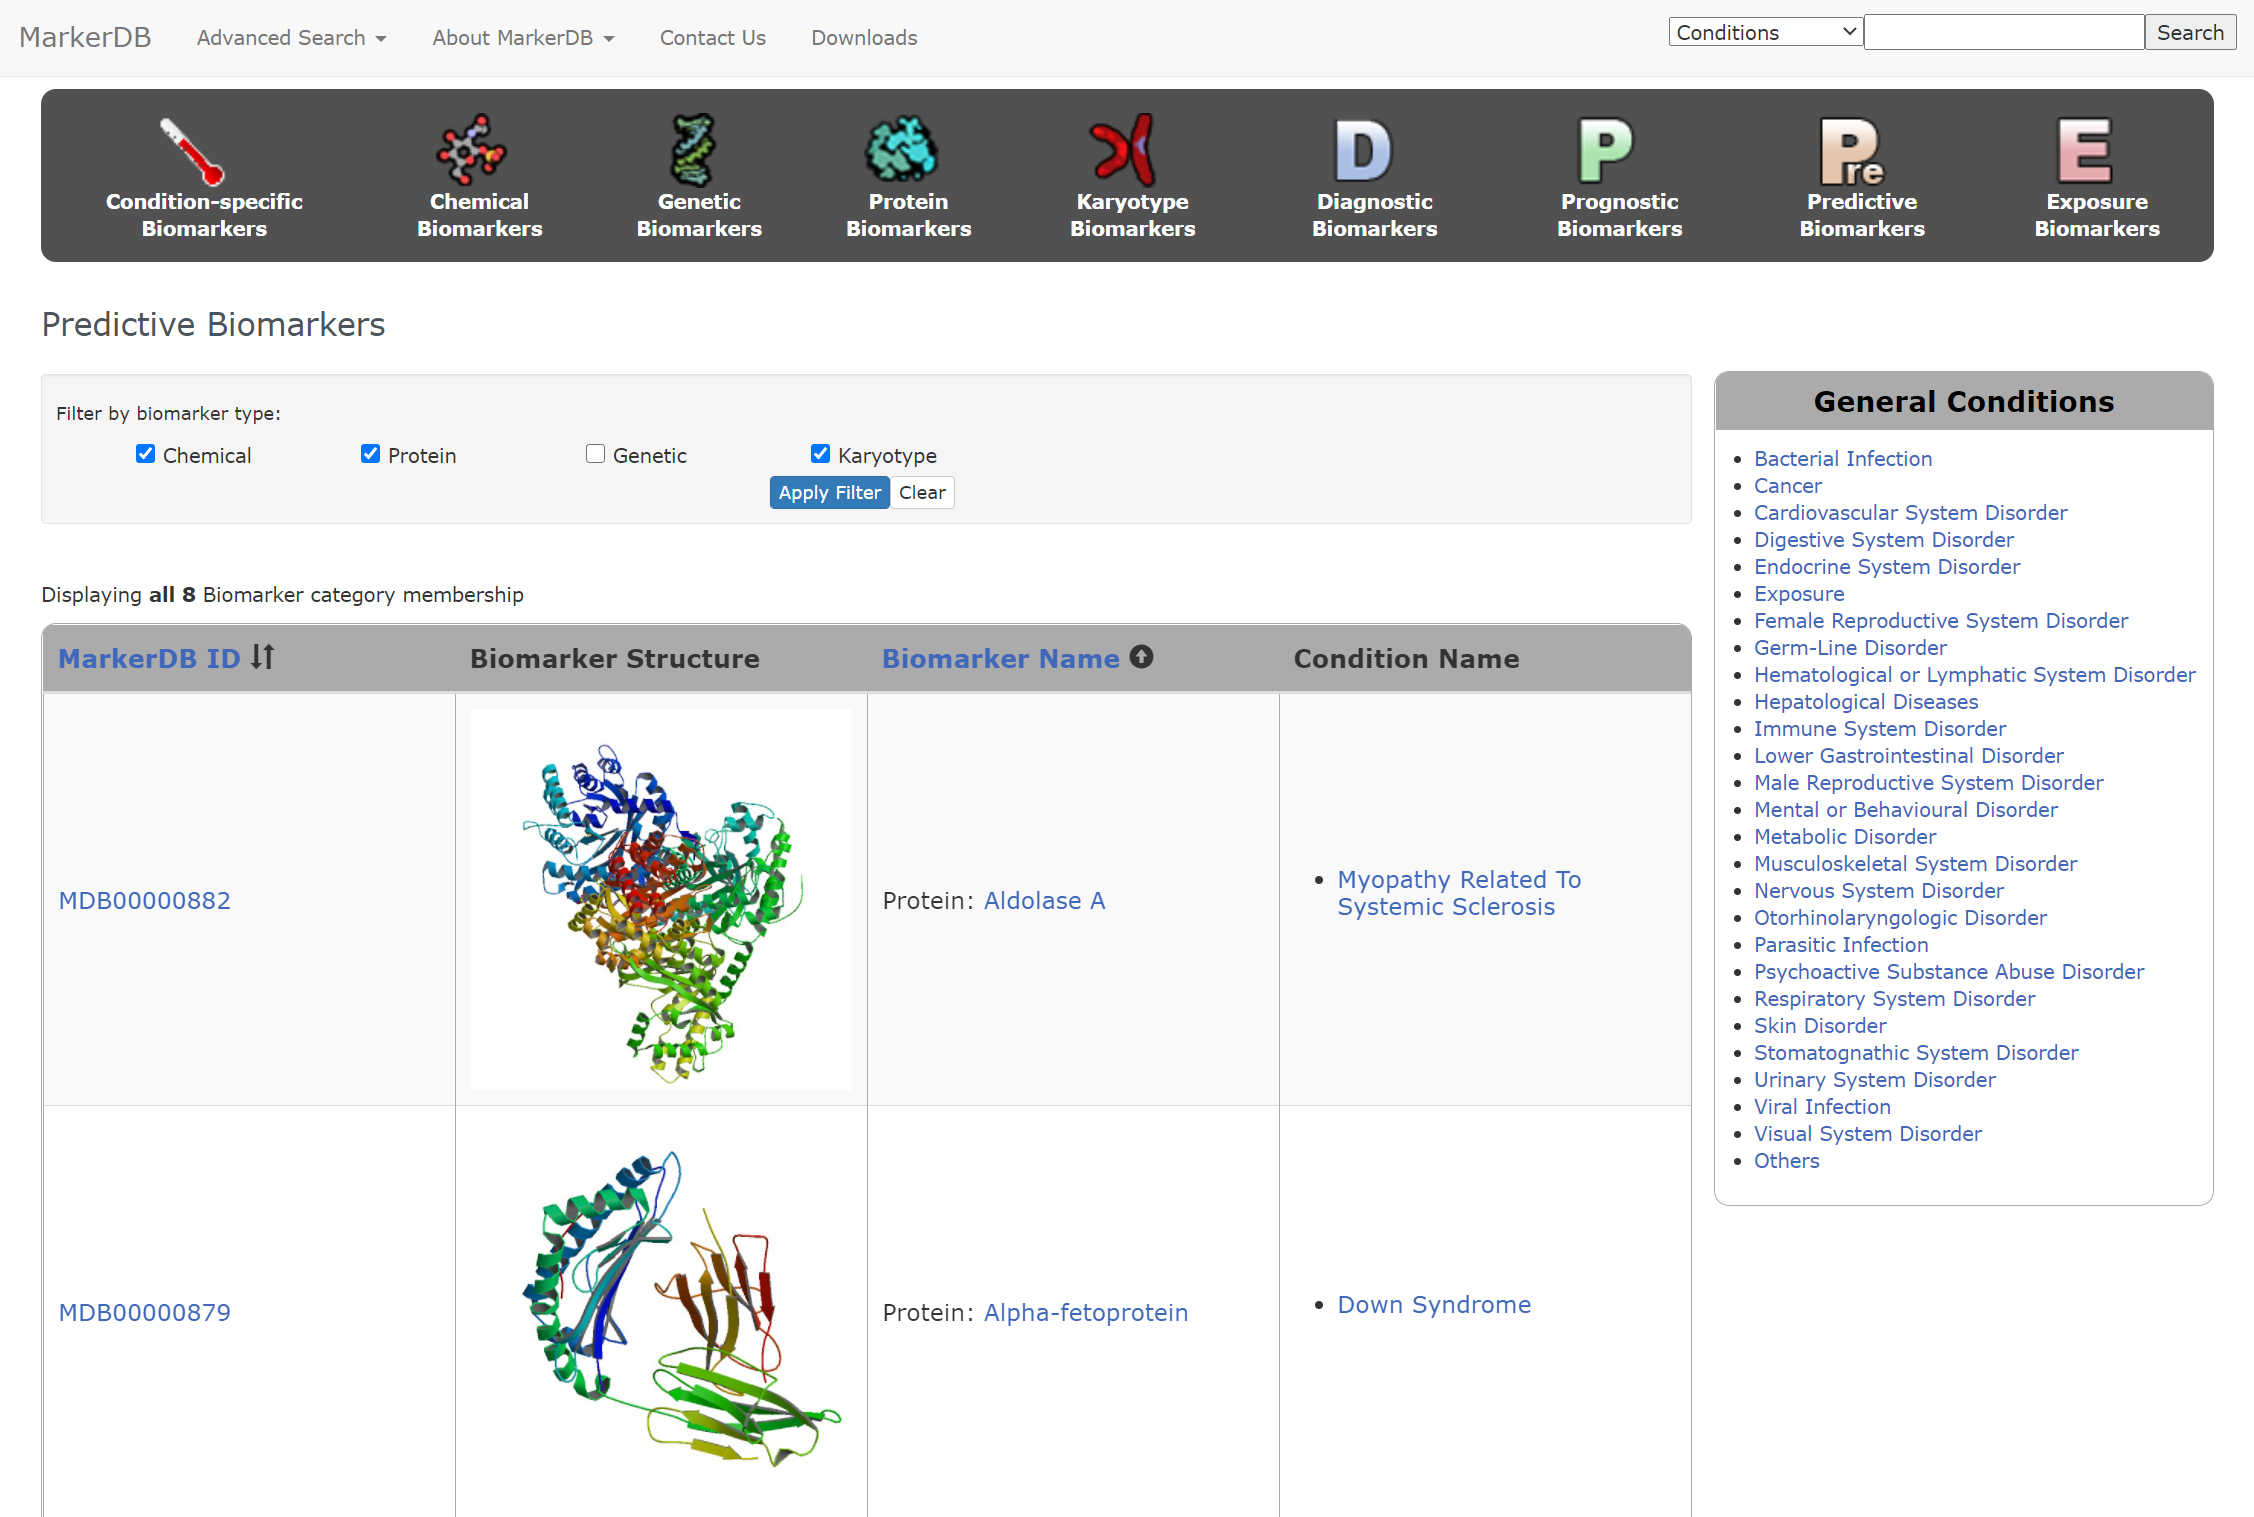 MarkerDB Advanced Search About MarkerDB Contact Us Downloads Conditions Search
Condition-specific Biomarkers
Chemical Biomarkers
Genetic Biomarkers
Protein Biomarkers
Karyotype Biomarkers
D
Diagnostic Biomarkers
P
Prognostic Biomarkers
Pre
Predictive Biomarkers
E
Exposure Biomarkers
Predictive Biomarkers
Filter by biomarker type:
Chemical Protein Genetic Karyotype
Apply Filter Clear
Displaying all 8 Biomarker category membership
MarkerDB ID Biomarker Structure Biomarker Name Condition Name
MDB00000882 Protein: Aldolase A
Myopathy Related To
Systemic Sclerosis
MDB00000879 Protein: Alpha-fetoprotein
Down Syndrome
General Conditions
Bacterial Infection
Cancer
Cardiovascular System Disorder
Digestive System Disorder
Endocrine System Disorder
Exposure
Female Reproductive System Disorder
Germ-Line Disorder
Hematological or Lymphatic System Disorder
Hepatological Diseases
Immune System Disorder
Lower Gastrointestinal Disorder
Male Reproductive System Disorder
Mental or Behavioural Disorder
Metabolic Disorder
Musculoskeletal System Disorder
Nervous System Disorder
Otorhinolaryngologic Disorder
Parasitic Infection
Psychoactive Substance Abuse Disorder
Respiratory System Disorder
Skin Disorder
Stomatognathic System Disorder
Urinary System Disorder
Viral Infection
Visual System Disorder
Others